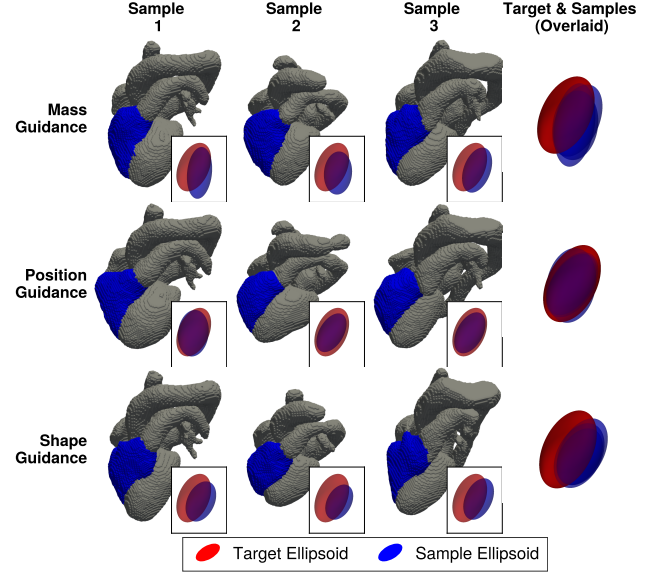 Sample
1
Sample
2
Sample
3
Target & Samples
(Overlaid)
Mass
Guidance
Position
Guidance
Shape
Guidance
Target Ellipsoid
Sample Ellipsoid